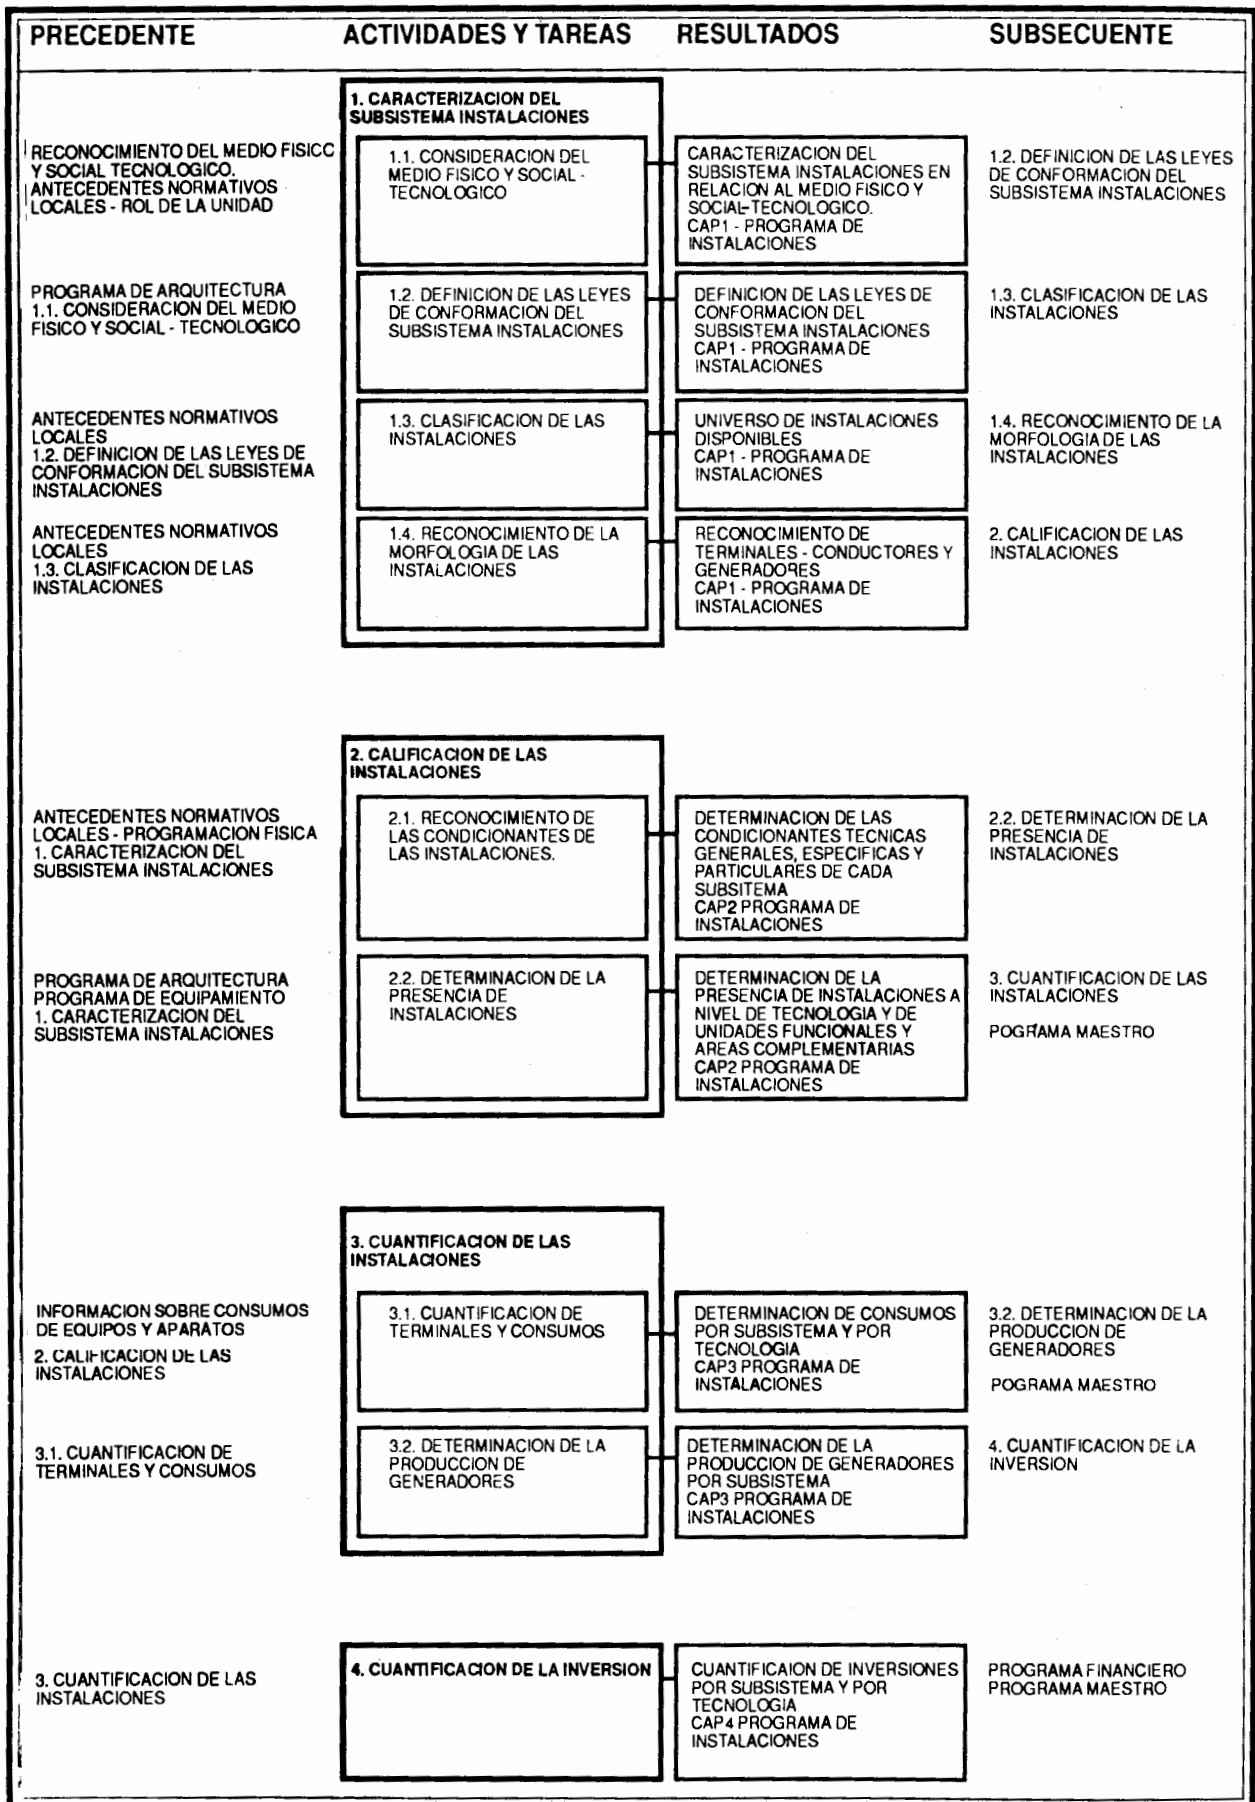 PRECEDENTE
ACTIVIDADES Y TAREAS
RESULTADOS
SUBSECUENTE
1. CARACTERIZACION DEL
SUBSISTEMA INSTALACIONES
RECONOCIMIENTO DEL MEDIO FISICC
Y SOCIAL TECNOLOGICO.
ANTECEDENTES NORMATIVOS
LOCALES - ROL DE LA UNIDAD
1.1. CONSIDERACION DEL
MEDIO FISICO Y SOCIAL -
TECNOLOGICO
CARACTERIZACION DEL
SUBSISTEMA INSTALACIONES EN
RELACION AL MEDIO FISICO Y
SOCIAL-TECNOLOGICO.
CAP1 - PROGRAMA DE
INSTALACIONES
1.2. DEFINICION DE LAS LEYES
DE CONFORMACION DEL
SUBSISTEMA INSTALACIONES
PROGRAMA DE ARQUITECTURA
1.1. CONSIDERACION DEL MEDIO
FISICO Y SOCIAL - TECNOLOGICO
1.2. DEFINICION DE LAS LEYES
DE CONFORMACION DEL
SUBSISTEMA INSTALACIONES
DEFINICION DE LAS LEYES DE
CONFORMACION DEL
SUBSISTEMA INSTALACIONES
CAP1 - PROGRAMA DE
INSTALACIONES
1.3. CLASIFICACION DE LAS
INSTALACIONES
ANTECEDENTES NORMATIVOS
LOCALES
1.2. DEFINICION DE LAS LEYES DE
CONFORMACION DEL SUBSISTEMA
INSTALACIONES
1.3. CLASIFICACION DE LAS
INSTALACIONES
UNIVERSO DE INSTALACIONES
DISPONIBLES
CAP1 - PROGRAMA DE
INSTALACIONES
1.4. RECONOCIMIENTO DE LA
MORFOLOGIA DE LAS
INSTALACIONES
ANTECEDENTES NORMATIVOS
LOCALES
1.3. CLASIFICACION DE LAS
INSTALACIONES
1.4. RECONOCIMIENTO DE LA
MORFOLOGIA DE LAS
INSTALACIONES
RECONOCIMIENTO DE
TERMINALES - CONDUCTORES Y
GENERADORES
CAP1 - PROGRAMA DE
INSTALACIONES
2. CALIFICACION DE LAS
INSTALACIONES
2. CALIFICACION DE LAS
INSTALACIONES
ANTECEDENTES NORMATIVOS
LOCALES - PROGRAMACION FISICA
1. CARACTERIZACION DEL
SUBSISTEMA INSTALACIONES
2.1. RECONOCIMIENTO DE
LAS CONDICIONANTES DE
LAS INSTALACIONES.
DETERMINACION DE LAS
CONDICIONANTES TECNICAS
GENERALES, ESPECIFICAS Y
PARTICULARES DE CADA
SUBSITEMA
CAP2 PROGRAMA DE
INSTALACIONES
2.2. DETERMINACION DE LA
PRESENCIA DE
INSTALACIONES
PROGRAMA DE ARQUITECTURA
PROGRAMA DE EQUIPAMIENTO
1. CARACTERIZACION DEL
SUBSISTEMA INSTALACIONES
2.2. DETERMINACION DE LA
PRESENCIA DE
INSTALACIONES
DETERMINACION DE LA
PRESENCIA DE INSTALACIONES A
NIVEL DE TECNOLOGIA Y DE
UNIDADES FUNCIONALES Y
AREAS COMPLEMENTARIAS
CAP2 PROGRAMA DE
INSTALACIONES
3. CUANTIFICACION DE LAS
INSTALACIONES
POGRAMA MAESTRO
3. CUANTIFICACION DE LAS
INSTALACIONES
INFORMACION SOBRE CONSUMOS
DE EQUIPOS Y APARATOS
2. CALIFICACION DE LAS
INSTALACIONES
3.1. CUANTIFICACION DE
TERMINALES Y CONSUMOS
DETERMINACION DE CONSUMOS
POR SUBSISTEMA Y POR
TECNOLOGIA
CAP3 PROGRAMA DE
INSTALACIONES
3.2. DETERMINACION DE LA
PRODUCCION DE
GENERADORES
POGRAMA MAESTRO
3.1. CUANTIFICACION DE
TERMINALES Y CONSUMOS
3.2. DETERMINACION DE LA
PRODUCCION DE
GENERADORES
DETERMINACION DE LA
PRODUCCION DE GENERADORES
POR SUBSISTEMA
CAP3 PROGRAMA DE
INSTALACIONES
4. CUANTIFICACION DE LA
INVERSION
3. CUANTIFICACION DE LAS
INSTALACIONES
4. CUANTIFICACION DE LA INVERSION
CUANTIFICAION DE INVERSIONES
POR SUBSISTEMA Y POR
TECNOLOGIA
CAP4 PROGRAMA DE
INSTALACIONES
PROGRAMA FINANCIERO
PROGRAMA MAESTRO